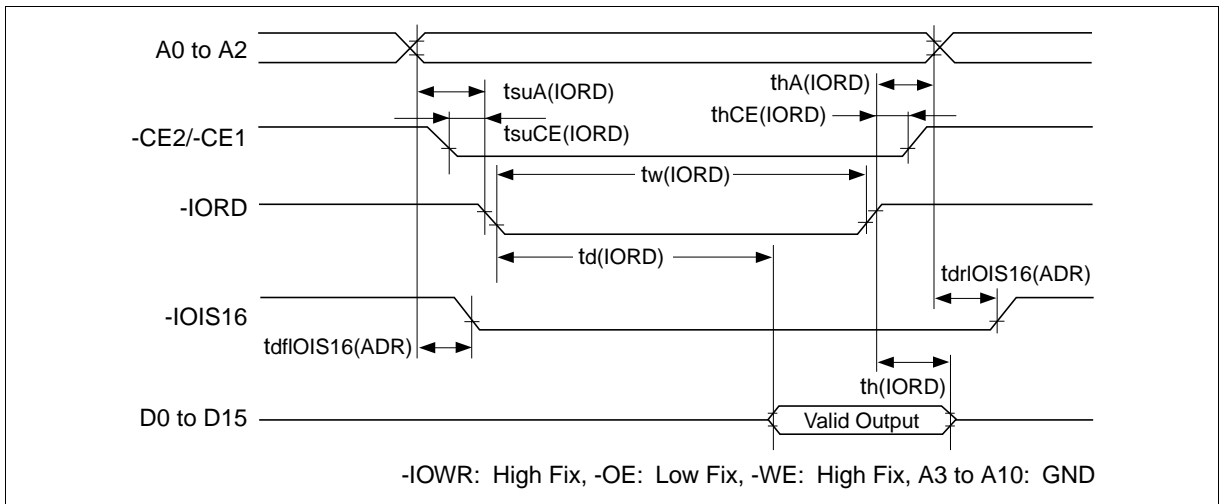 A0 to A2
tsuA(IORD)
thA(IORD)
-CE2/-CE1
tsuCE(IORD)
thCE(IORD)
tw(IORD)
-IORD
td(IORD)
tdrIOIS16(ADR)
-IOIS16
tdfIOIS16(ADR)
th(IORD)
D0 to D15
Valid Output
-IOWR: High Fix, -OE: Low Fix, -WE: High Fix, A3 to A10: GND